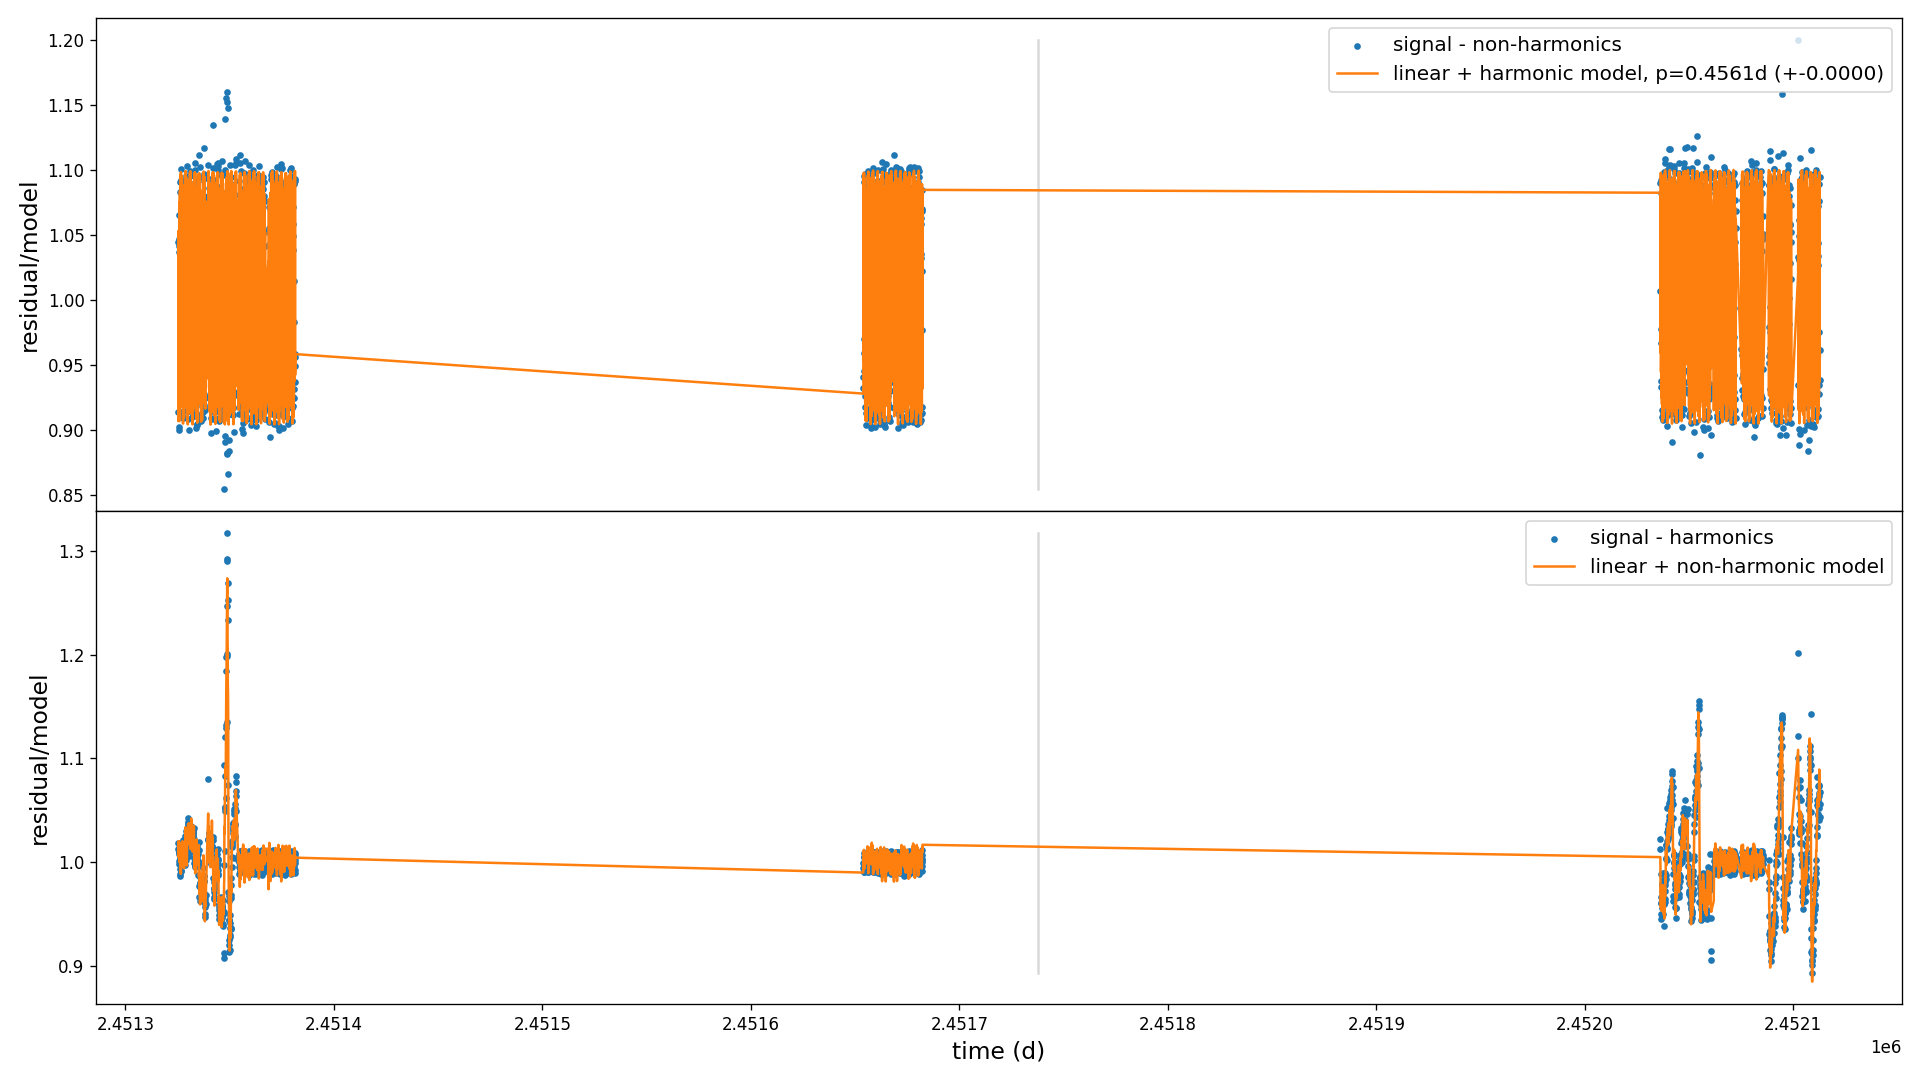 1.20
1.15
1.10
1.05
1.00
0.95
0.90
0.85
residual/model
signal - non-harmonics
linear + harmonic model, p=0.4561d (+-0.0000)
1.3
1.2
1.1
1.0
0.9
residual/model
signal - harmonics
linear + non-harmonic model
2.4513 2.4514 2.4515 2.4516 2.4517 2.4518 2.4519 2.4520 2.4521
1e6
time (d)